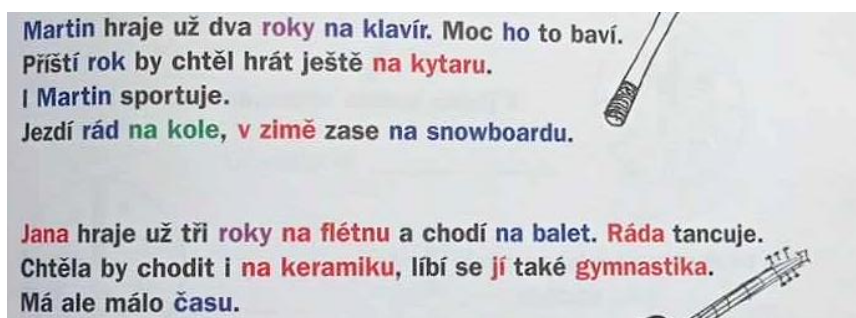 Martin hraje už dva roky na klavír. Moc ho to baví.
Příští rok by chtěl hrát ještě na kytaru.
I Martin sportuje.
Jezdí rád na kole, v zimě zase na snowboardu.
Jana hraje už tři roky na flétnu a chodí na balet. Ráda tancuje.
Chtěla by chodit i na keramiku, líbí se jí také gymnastika.
Má ale málo času.